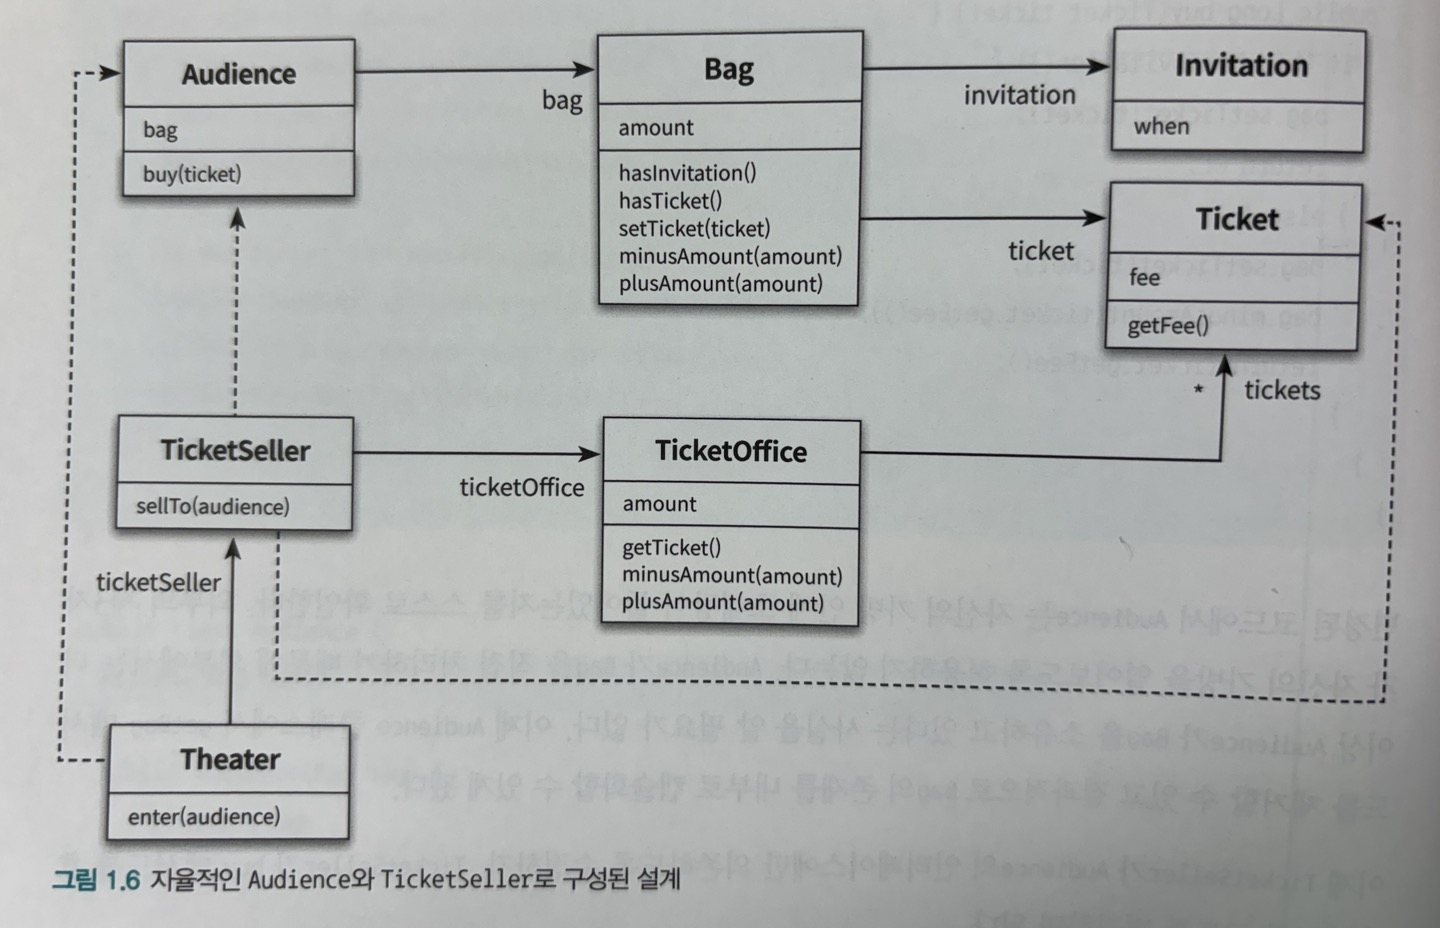 Audience
bag
buy(ticket)
bag
Bag
amount
hasInvitation()
hasTicket()
setTicket(ticket)
minusAmount(amount)
plusAmount(amount)
invitation
Invitation
when
ticket
Ticket
fee
getFee()
* tickets
TicketSeller
sellTo(audience)
ticketOffice
TicketOffice
amount
getTicket()
minusAmount(amount)
plusAmount(amount)
ticketSeller
Theater
enter(audience)
그림 1.6 자율적인 Audience와 TicketSeller로 구성된 설계